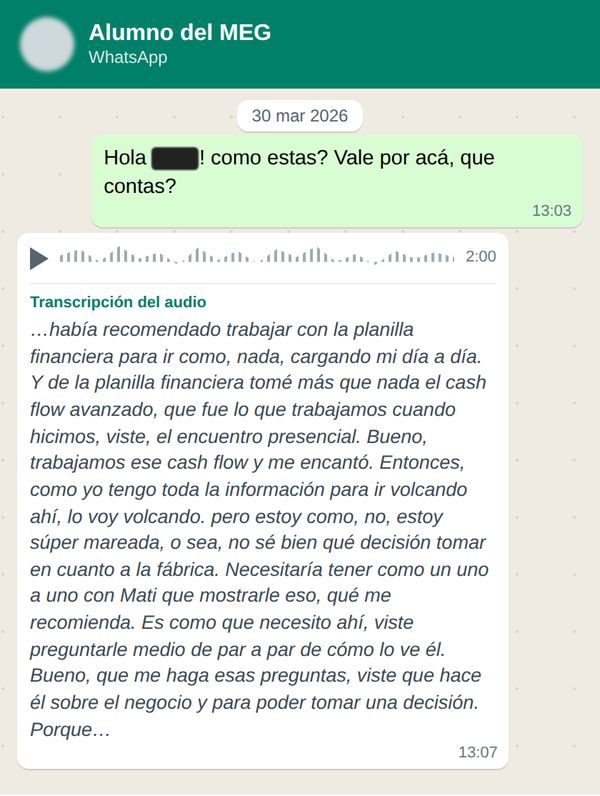 Alumno del MEG
WhatsApp
30 mar 2026
Hola ! como estas? Vale por acá, que
contas?
13:03
2:00
Transcripción del audio
…había recomendado trabajar con la planilla
financiera para ir como, nada, cargando mi día a día.
Y de la planilla financiera tomé más que nada el cash
flow avanzado, que fue lo que trabajamos cuando
hicimos, viste, el encuentro presencial. Bueno,
trabajamos ese cash flow y me encantó. Entonces,
como yo tengo toda la información para ir volcando
ahí, lo voy volcando. pero estoy como, no, estoy
súper mareada, o sea, no sé bien qué decisión tomar
en cuanto a la fábrica. Necesitaría tener como un uno
a uno con Mati que mostrarle eso, qué me
recomienda. Es como que necesito ahí, viste
preguntarle medio de par a par de cómo lo ve él.
Bueno, que me haga esas preguntas, viste que hace
él sobre el negocio y para poder tomar una decisión.
Porque…
13:07